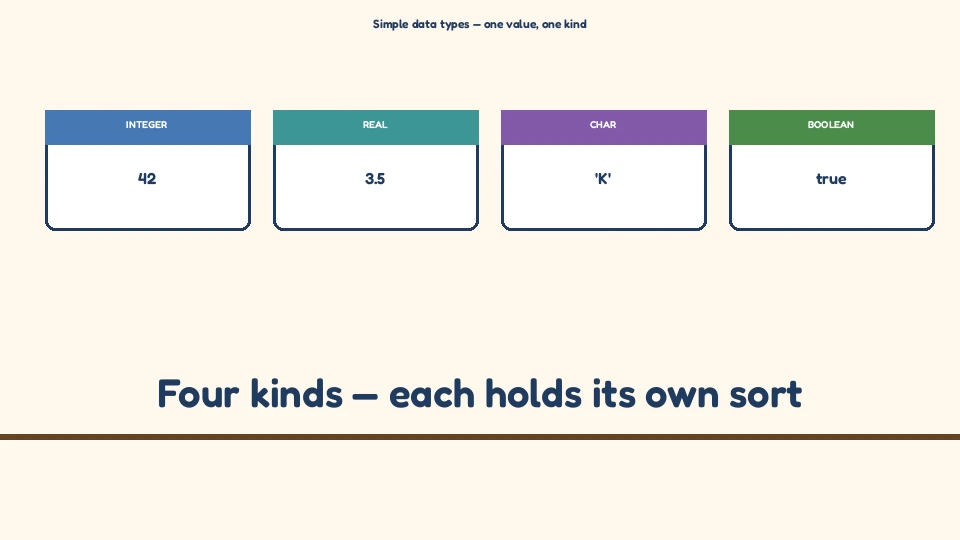 Simple data types — one value, one kind
INTEGER
REAL
CHAR
BOOLEAN
42
3.5
'K'
true
Four kinds — each holds its own sort